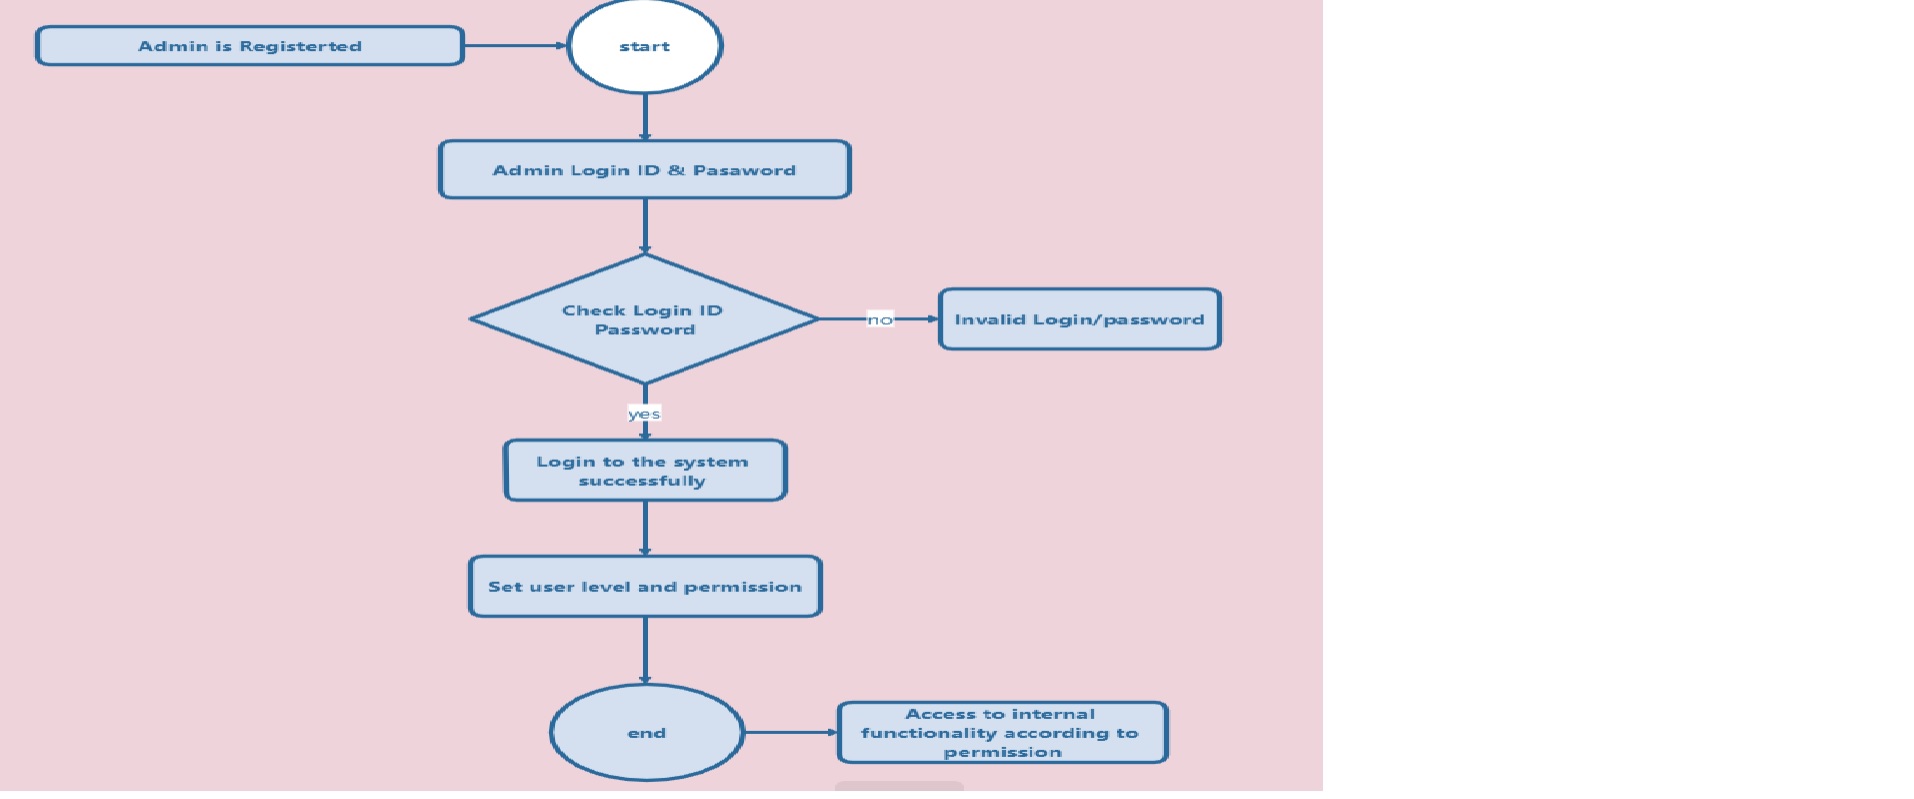 Admin is Registerted
start
Admin Login ID & Pasaword
Check Login ID
Password
no
Invalid Login/password
yes
Login to the system
successfully
Set user level and permission
end
Access to internal
functionality according to
permission